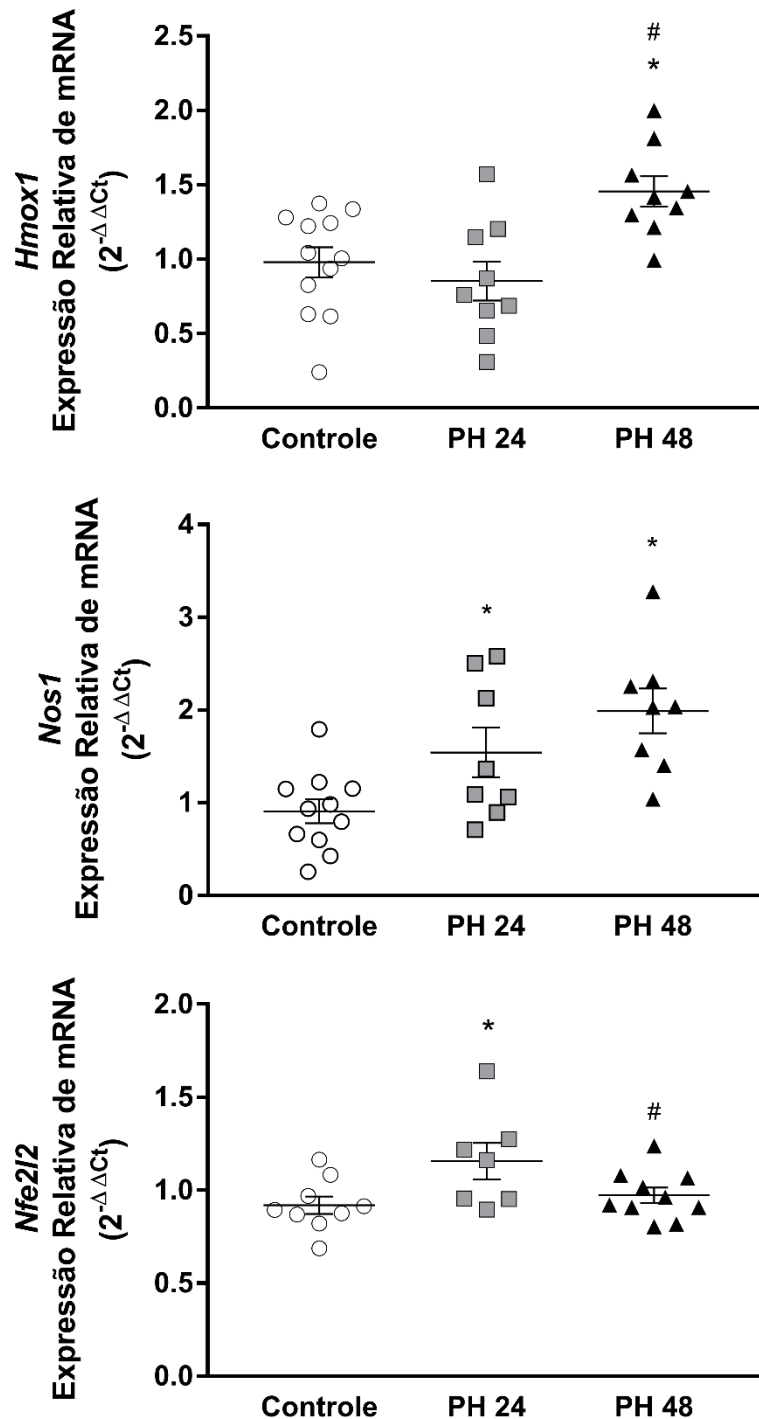 Hmox1
Expressão Relativa de mRNA
(2-Δ ΔCt)
2.5
2.0
1.5
1.0
0.5
0.0
#
*
Controle PH 24 PH 48
Nos1
Expressão Relativa de mRNA
(2-Δ ΔCt)
4
3
2
1
0
*
*
Controle PH 24 PH 48
Nfe2l2
Expressão Relativa de mRNA
(2-Δ ΔCt)
2.0
1.5
1.0
0.5
0.0
*
#
Controle PH 24 PH 48